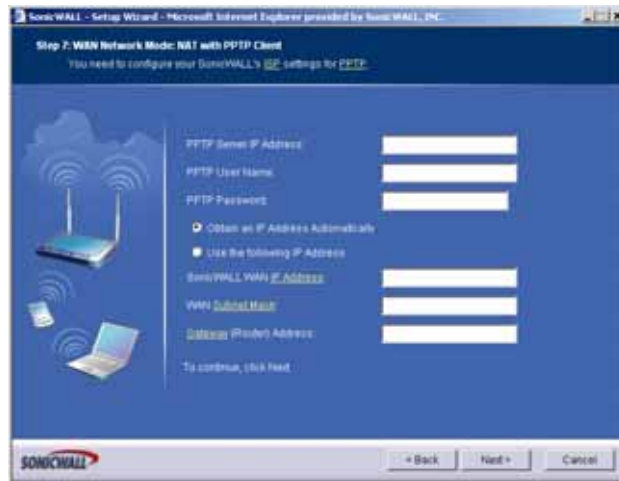 SonicWALL - Setup Wizard - Microsoft Internet Explorer provided by SonicWALL, INC.
Step 7: WAN Network Mode: NAT with PPTP Client
You need to configure your SonicWALL's ISP settings for PPTP.
PPTP Server IP Address:
PPTP User Name:
PPTP Password:
Obtain an IP Address Automatically
Use the following IP Address
SonicWALL WAN IP Address:
WAN Subnet Mask:
Gateway (Router) Address:
To continue, click Next.
SONICWALL
< Back
Next >
Cancel